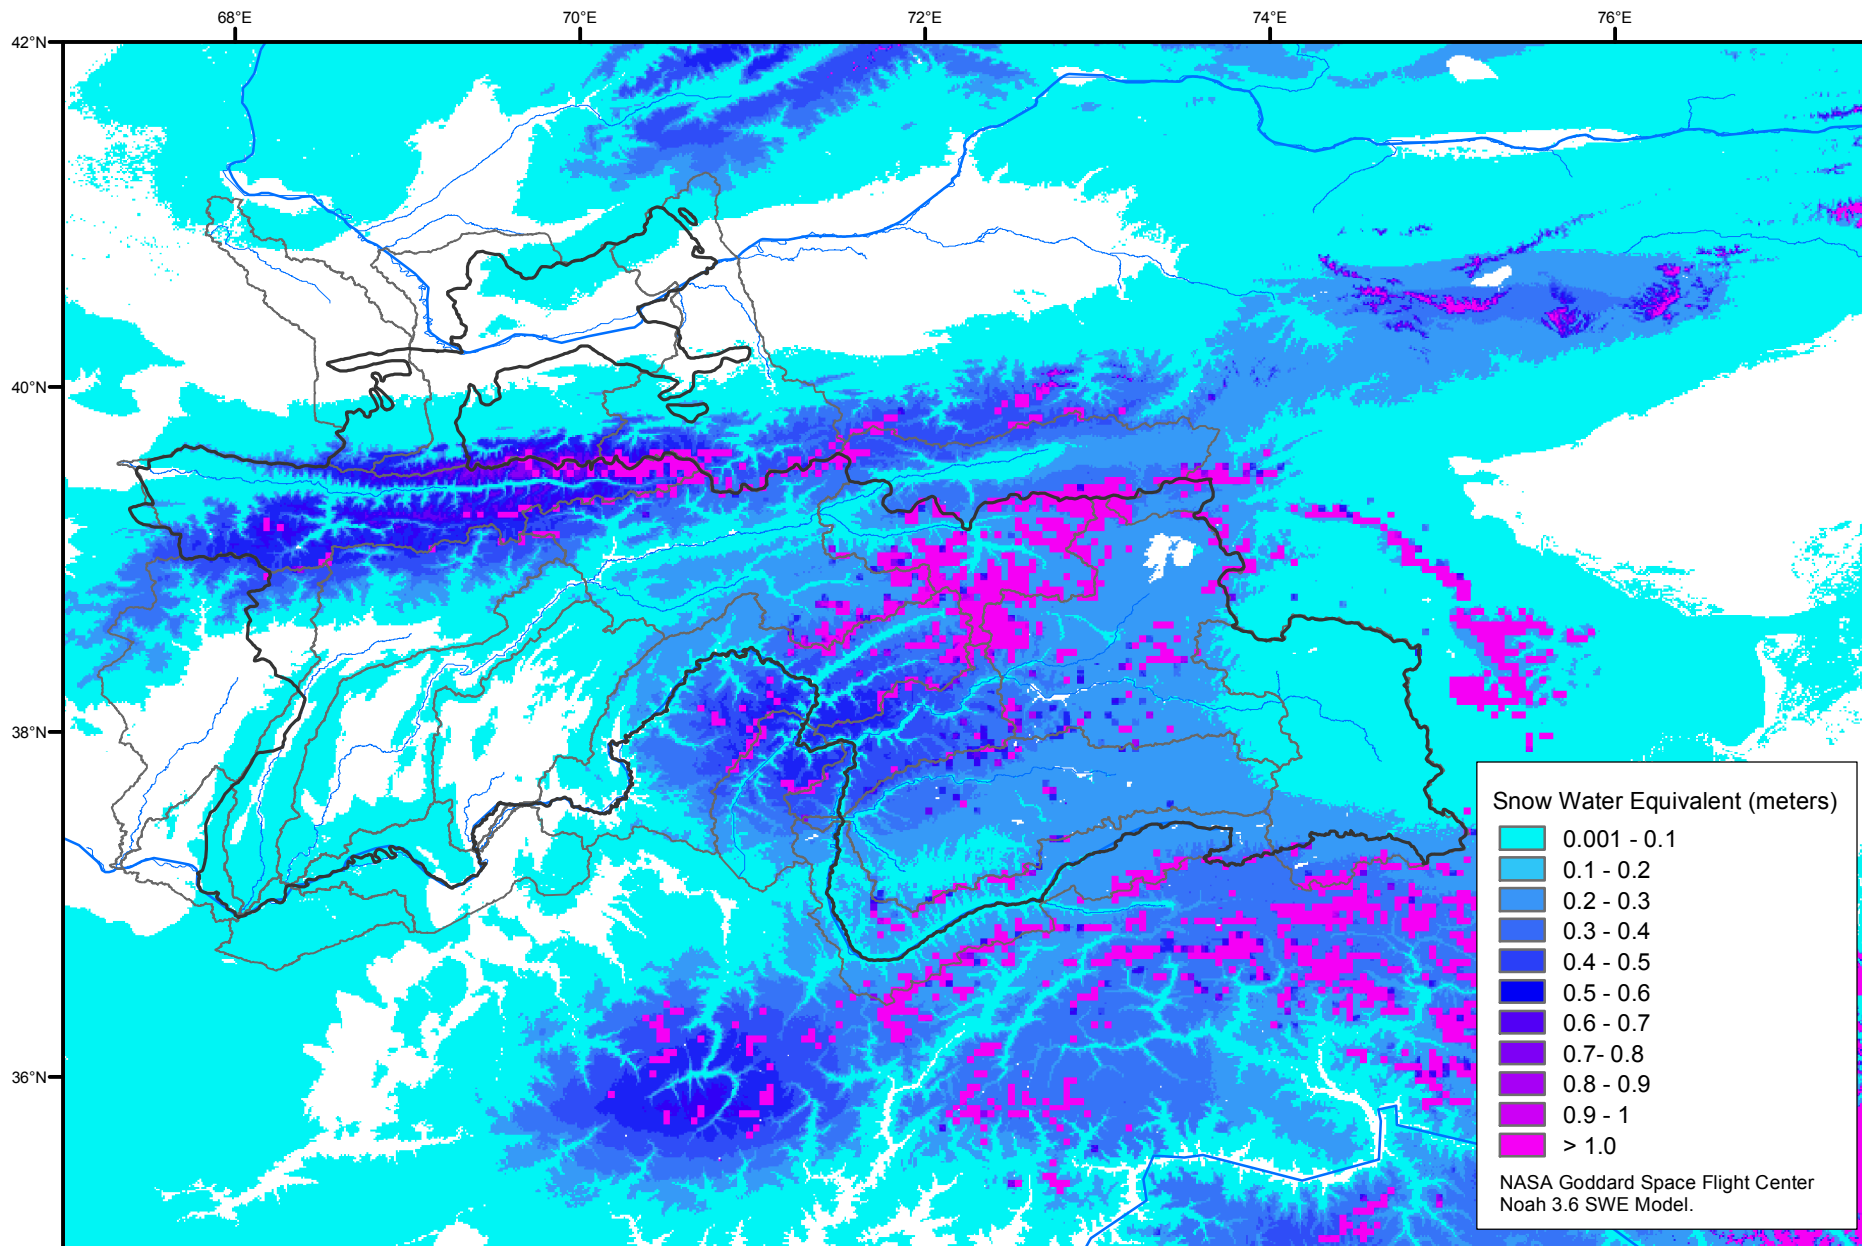 68°E 70°E 72°E 74°E 76°E
42°N
40°N
38°N
36°N
Snow Water Equivalent (meters)
0.001 - 0.1
0.1 - 0.2
0.2 - 0.3
0.3 - 0.4
0.4 - 0.5
0.5 - 0.6
0.6 - 0.7
0.7- 0.8
0.8 - 0.9
0.9 - 1
> 1.0
NASA Goddard Space Flight Center
Noah 3.6 SWE Model.